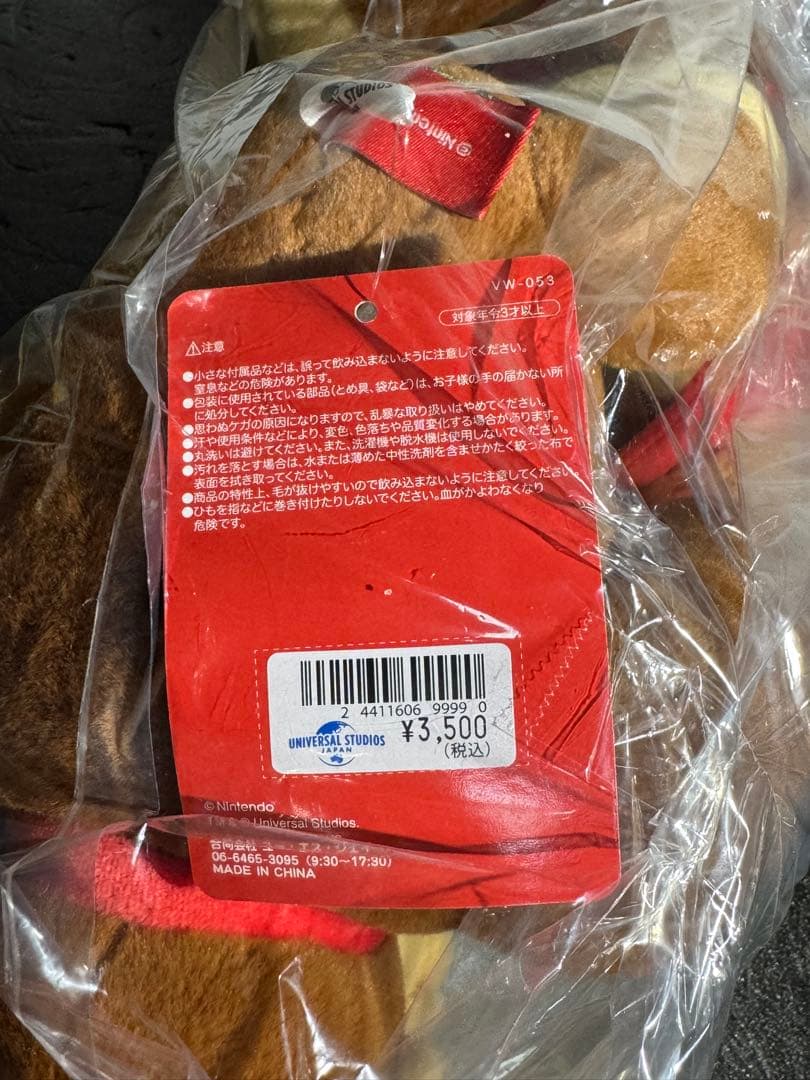 ©Nintendo
VW-053
対象年令3才以上
⚠注意
●小さな付属品などは、誤って飲み込まないように注意してください。
窒息などの危険があります。
●包装に使用されている部品(とめ具、袋など)は、お子様の手の届かない所
に処分してください。
●思わぬケガの原因になりますので、乱暴な取り扱いはやめてください。
●汗や使用条件などにより、変色、色落ちや品質変化する場合があります。
●丸洗いは避けてください。また、洗濯機や脱水機は使用しないでください。
●汚れを落とす場合は、水または薄めた中性洗剤を含ませかたく絞った布で
表面を拭き取ってください。
●商品の特性上、毛が抜けやすいので飲み込まないように注意してください。
●ひもを指などに巻き付けたりしないでください。血がかよわなくなり
危険です。
2 4411606 9999 0
UNIVERSAL STUDIOS
JAPAN
¥3,500
(税込)
©Nintendo
TM & © Universal Studios.
合同会社 ユー・エス・ジェイ
06-6465-3095 (9:30〜17:30)
MADE IN CHINA